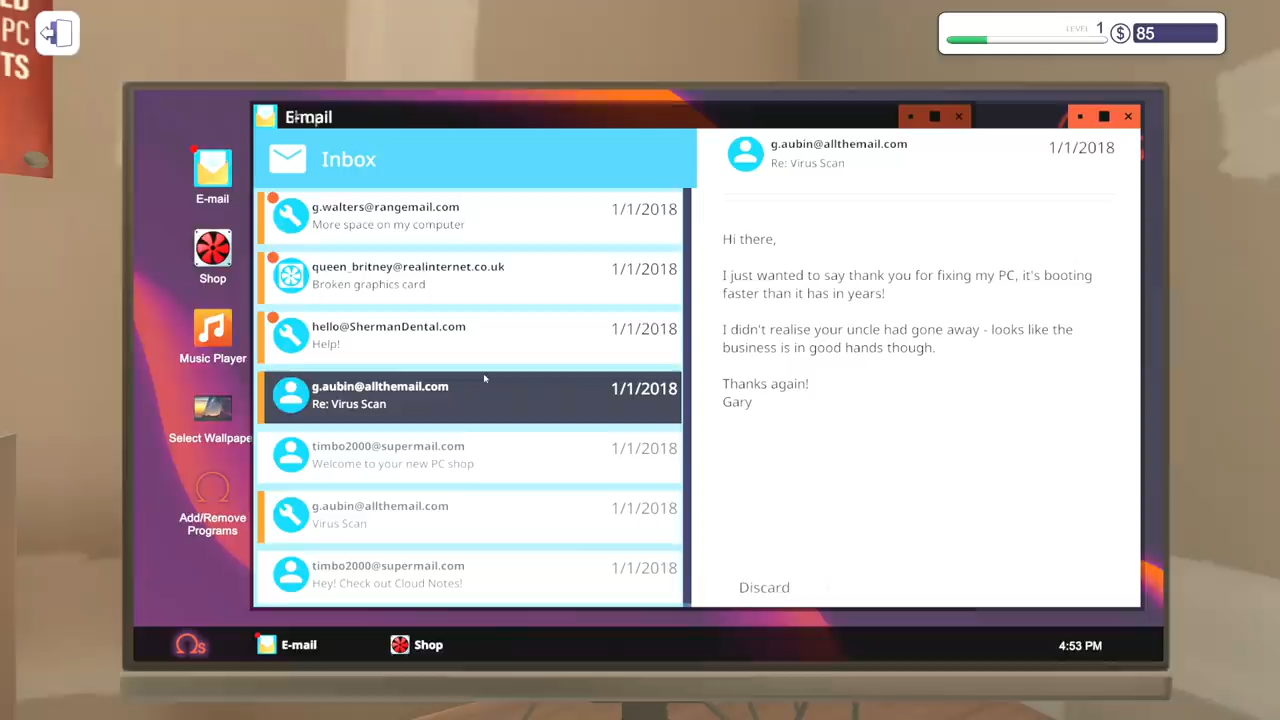 PC
TS
LEVEL 1
$ 85
E-mail
Inbox
g.walters@rangemail.com 1/1/2018
More space on my computer
queen_britney@realinternet.co.uk 1/1/2018
Broken graphics card
hello@ShermanDental.com 1/1/2018
Help!
g.aubin@allthemail.com 1/1/2018
Re: Virus Scan
timbo2000@supermail.com 1/1/2018
Welcome to your new PC shop
g.aubin@allthemail.com 1/1/2018
Virus Scan
timbo2000@supermail.com 1/1/2018
Hey! Check out Cloud Notes!
g.aubin@allthemail.com 1/1/2018
Re: Virus Scan
Hi there,
I just wanted to say thank you for fixing my PC, it's booting
faster than it has in years!
I didn't realise your uncle had gone away - looks like the
business is in good hands though.
Thanks again!
Gary
Discard
E-mail
Shop
Music Player
Select Wallpape
Add/Remove
Programs
Ωs
E-mail
Shop
4:53 PM